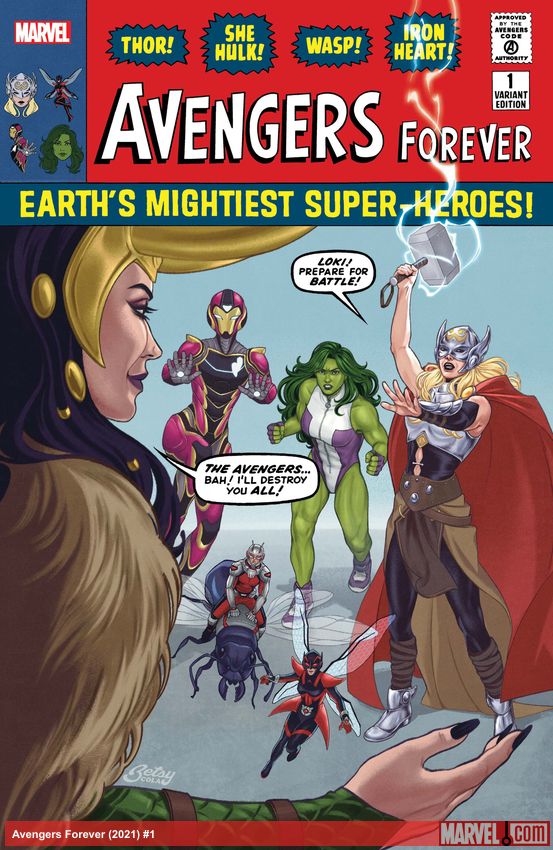 MARVEL
THOR!
SHE
HULK!
WASP!
IRON
HEART!
APPROVED
BY THE
AVENGERS
CODE
A
AUTHORITY
1
VARIANT
EDITION
AVENGERS FOREVER
EARTH'S MIGHTIEST SUPER-HEROES!
LOKI!
PREPARE FOR
BATTLE!
THE AVENGERS...
BAH! I'LL DESTROY
YOU ALL!
Betsy
COLA
Avengers Forever (2021) #1
MARVEL.com